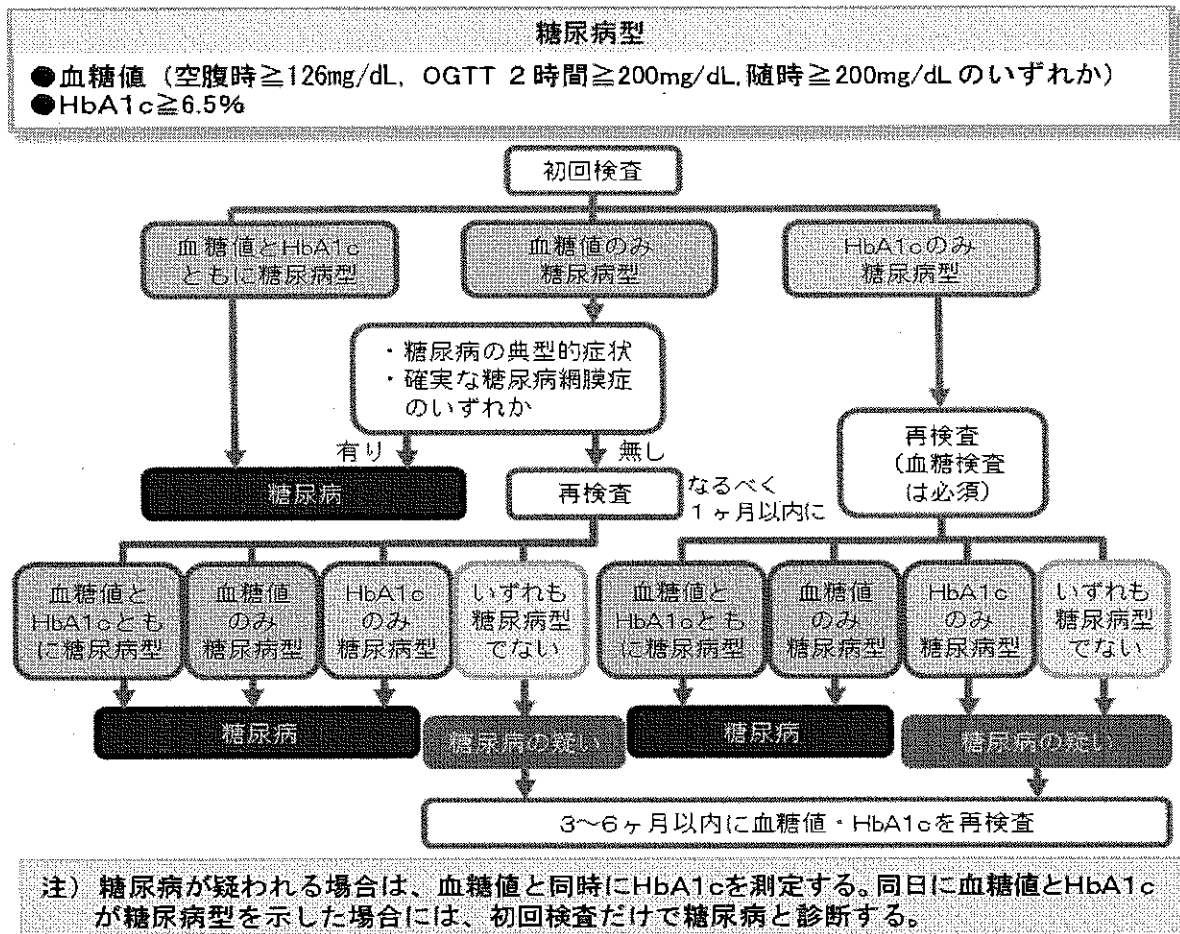 糖尿病型
●血糖値（空腹時≧126mg/dL, OGTT 2時間≧200mg/dL,随時≧200mg/dLのいずれか）
●HbA1c≧6.5%
初回検査
血糖値とHbA1c
ともに糖尿病型
血糖値のみ
糖尿病型
HbA1cのみ
糖尿病型
・糖尿病の典型的症状
・確実な糖尿病網膜症
のいずれか
有り
無し
糖尿病
再検査
なるべく
1ヶ月以内に
再検査
（血糖検査
は必須）
血糖値と
HbA1cとも
に糖尿病型
血糖値
のみ
糖尿病型
HbA1c
のみ
糖尿病型
いずれも
糖尿病型
でない
血糖値と
HbA1cとも
に糖尿病型
血糖値
のみ
糖尿病型
HbA1c
のみ
糖尿病型
いずれも
糖尿病型
でない
糖尿病
糖尿病の疑い
糖尿病
糖尿病の疑い
3～6ヶ月以内に血糖値・HbA1cを再検査
注）糖尿病が疑われる場合は、血糖値と同時にHbA1cを測定する。同日に血糖値とHbA1c
が糖尿病型を示した場合には、初回検査だけで糖尿病と診断する。